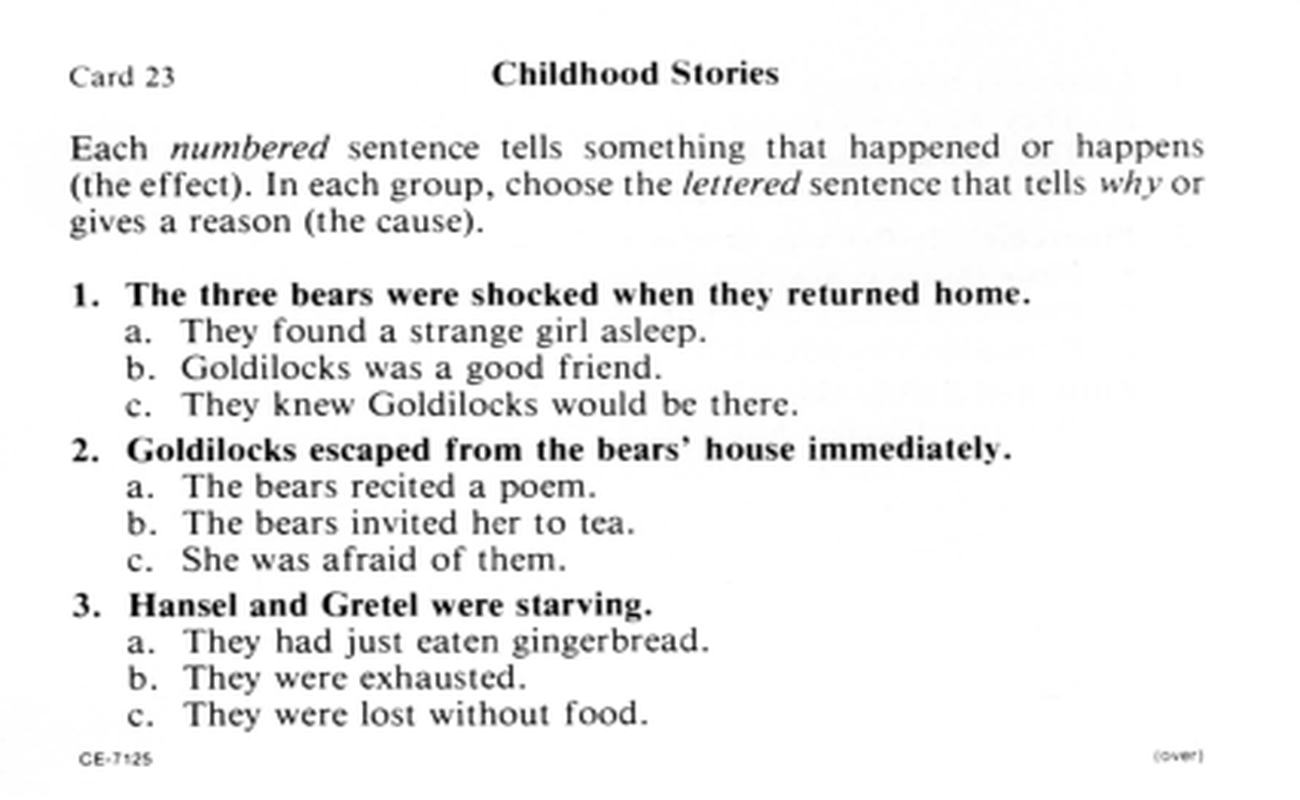 Card 23
Childhood Stories
Each numbered sentence tells something that happened or happens
(the effect). In each group, choose the lettered sentence that tells why or
gives a reason (the cause).
1. The three bears were shocked when they returned home.
a. They found a strange girl asleep.
b. Goldilocks was a good friend.
c. They knew Goldilocks would be there.
2. Goldilocks escaped from the bears' house immediately.
a. The bears recited a poem.
b. The bears invited her to tea.
c. She was afraid of them.
3. Hansel and Gretel were starving.
a. They had just eaten gingerbread.
b. They were exhausted.
c. They were lost without food.
CE-7125
(over)